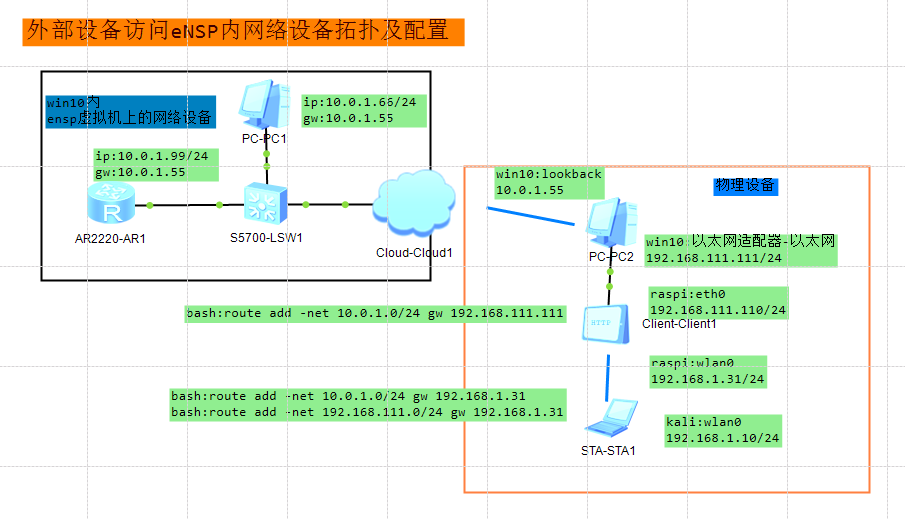 外部设备访问eNSP内网络设备拓扑及配置
win10内
ensp虚拟机上的网络设备
ip:10.0.1.66/24
gw:10.0.1.55
PC-PC1
ip:10.0.1.99/24
gw:10.0.1.55
R
AR2220-AR1
S5700-LSW1
Cloud-Cloud1
win10:lookback
10.0.1.55
物理设备
PC-PC2
win10:以太网适配器-以太网
192.168.111.111/24
raspi:eth0
192.168.111.110/24
HTTP
Client-Client1
bash:route add -net 10.0.1.0/24 gw 192.168.111.111
raspi:wlan0
192.168.1.31/24
bash:route add -net 10.0.1.0/24 gw 192.168.1.31
bash:route add -net 192.168.111.0/24 gw 192.168.1.31
kali:wlan0
192.168.1.10/24
STA-STA1